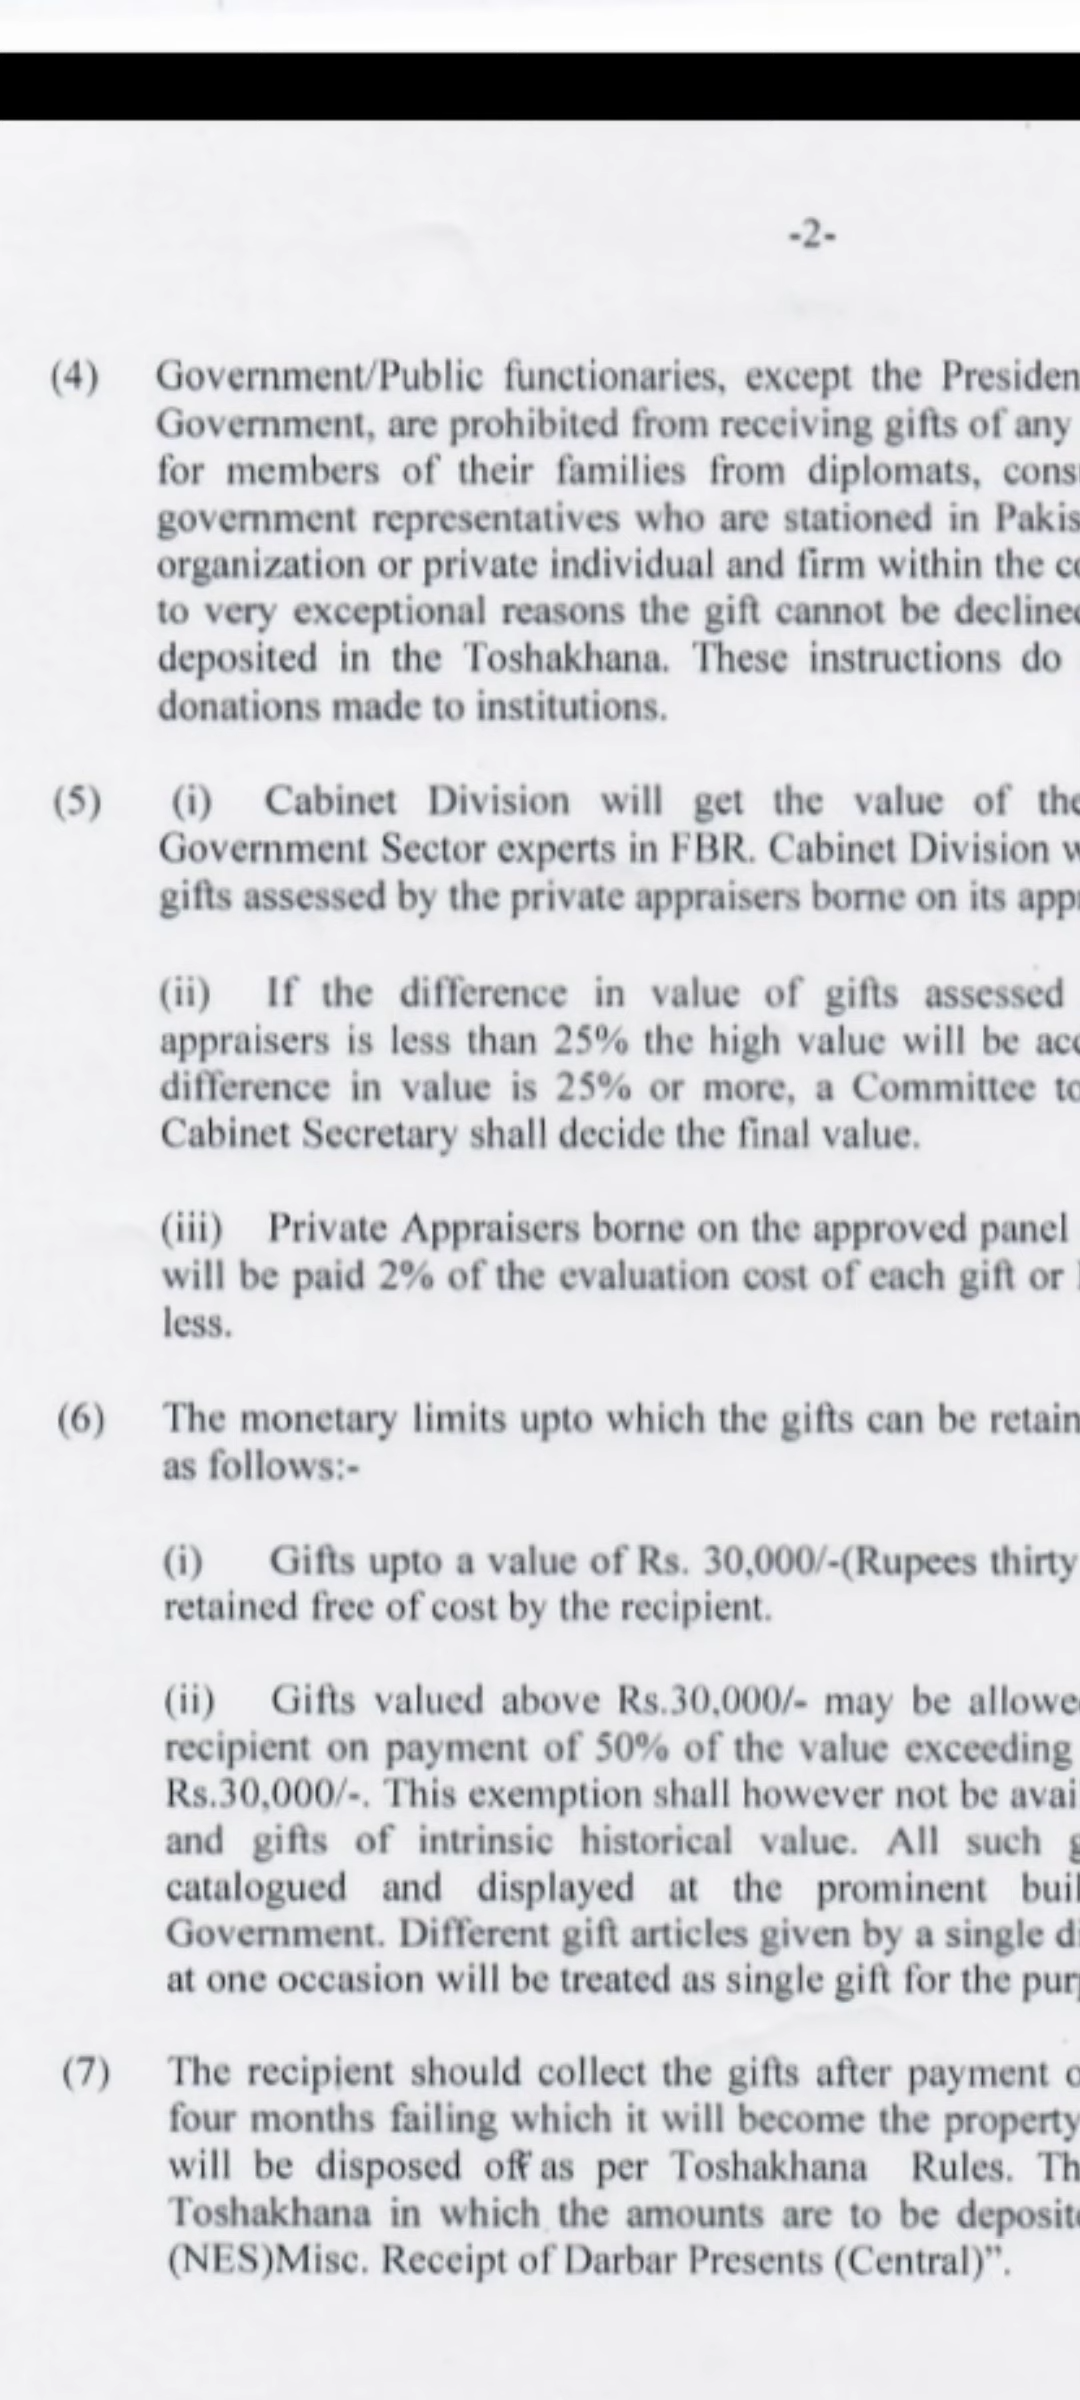 -2-
(4) Government/Public functionaries, except the Presiden
Government, are prohibited from receiving gifts of any
for members of their families from diplomats, cons
government representatives who are stationed in Pakis
organization or private individual and firm within the co
to very exceptional reasons the gift cannot be decline
deposited in the Toshakhana. These instructions do
donations made to institutions.
(5) (i) Cabinet Division will get the value of the
Government Sector experts in FBR. Cabinet Division w
gifts assessed by the private appraisers borne on its app
(ii) If the difference in value of gifts assessed
appraisers is less than 25% the high value will be acc
difference in value is 25% or more, a Committee to
Cabinet Secretary shall decide the final value.
(iii) Private Appraisers borne on the approved panel
will be paid 2% of the evaluation cost of each gift or
less.
(6) The monetary limits upto which the gifts can be retain
as follows:-
(i) Gifts upto a value of Rs. 30,000/-(Rupees thirty
retained free of cost by the recipient.
(ii) Gifts valued above Rs.30,000/- may be allowe
recipient on payment of 50% of the value exceeding
Rs.30,000/-. This exemption shall however not be avai
and gifts of intrinsic historical value. All such g
catalogued and displayed at the prominent buil
Government. Different gift articles given by a single di
at one occasion will be treated as single gift for the pur
(7) The recipient should collect the gifts after payment o
four months failing which it will become the property
will be disposed off as per Toshakhana Rules. Th
Toshakhana in which the amounts are to be deposite
(NES)Misc. Receipt of Darbar Presents (Central)”.